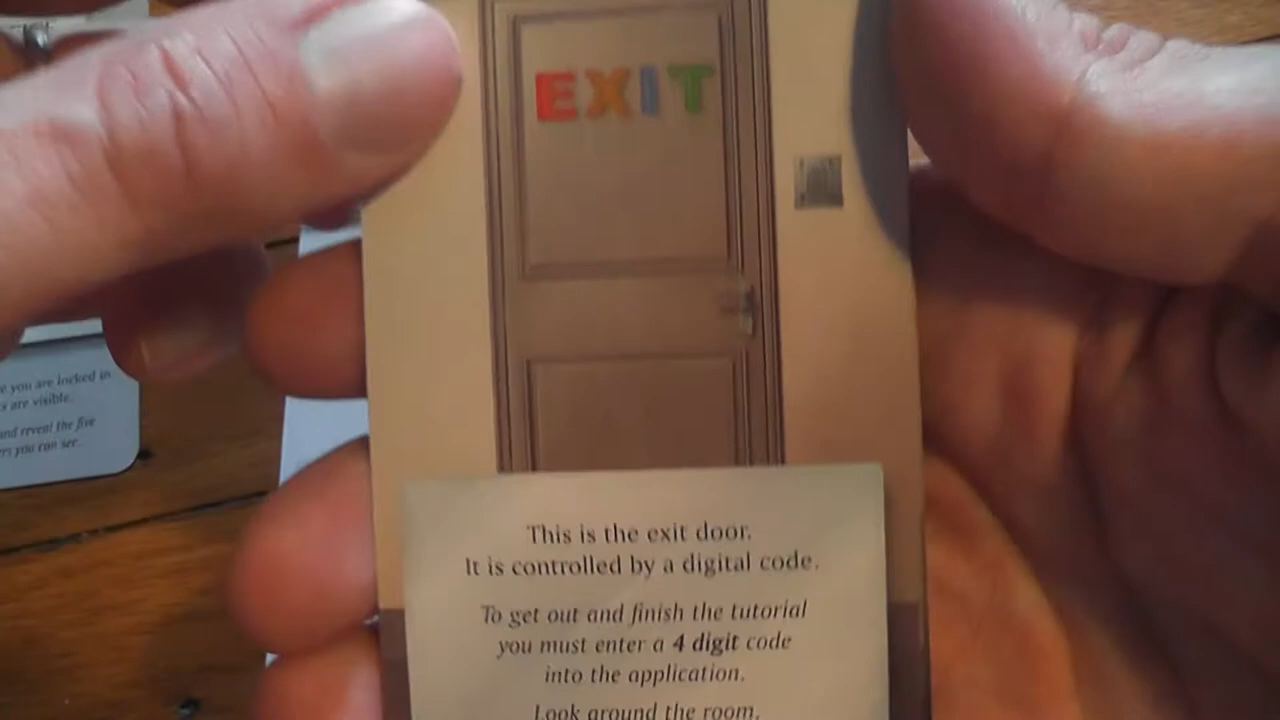 EXIT
e you are locked in
s are visible.
and reveal the five
rs you can see.
This is the exit door.
It is controlled by a digital code.
To get out and finish the tutorial
you must enter a 4 digit code
into the application.
Look around the room.